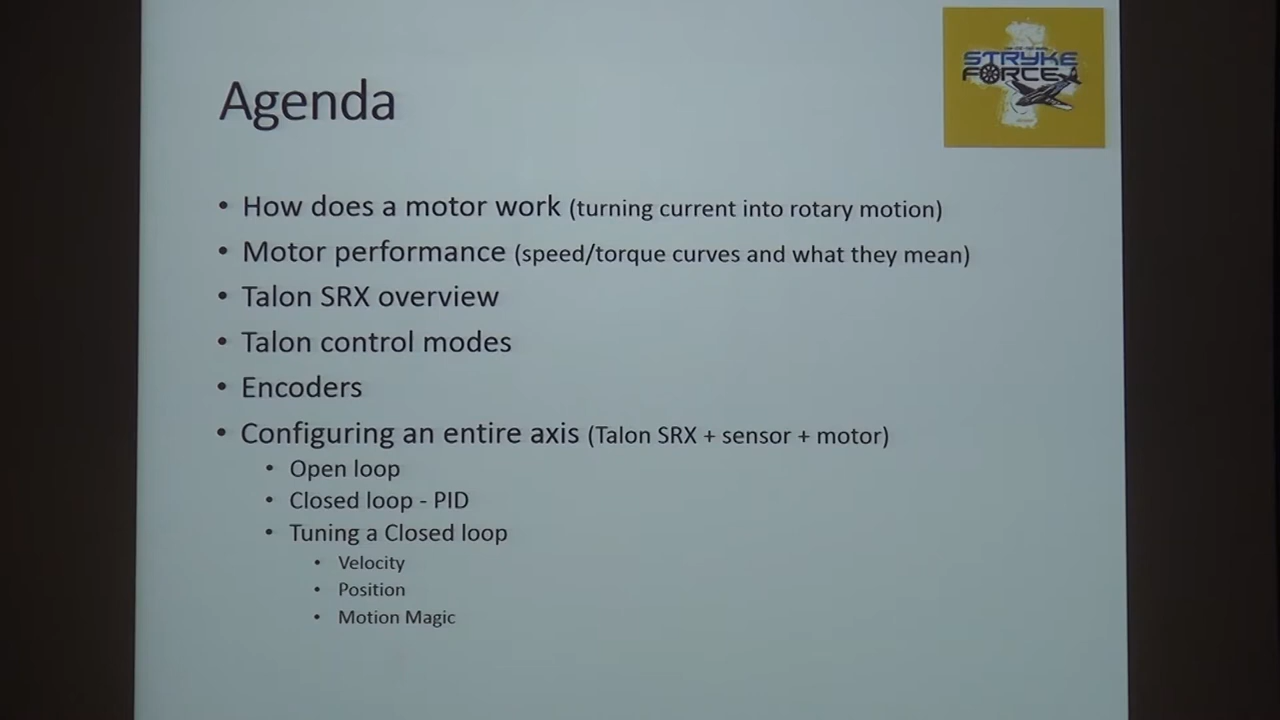 STRYKE
FORCE
Agenda
• How does a motor work (turning current into rotary motion)
• Motor performance (speed/torque curves and what they mean)
• Talon SRX overview
• Talon control modes
• Encoders
• Configuring an entire axis (Talon SRX + sensor + motor)
• Open loop
• Closed loop - PID
• Tuning a Closed loop
• Velocity
• Position
• Motion Magic